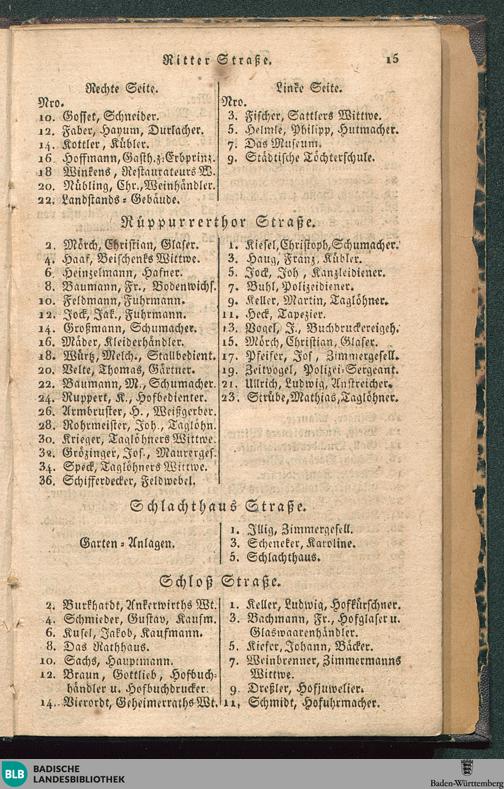 Ritter Straße. 15
Rechte Seite.
Nro.
10. Gosset, Schneider.
12. Faber, Hayum, Durlacher.
14. Kottler, Kübler.
16. Hoffmann, Gasth. z. Erbprinz.
18 Winkens, Restaurateurs W.
20. Nübling, Chr., Weinhändler.
22. Landstands-Gebäude.
Linke Seite.
Nro.
3. Fischer, Sattlers Wittwe.
5. Helmle, Philipp, Hutmacher.
7. Das Museum.
9. Städtische Töchterschule.
Rüppurrerthor Straße.
2. Mörch, Christian, Glaser.
4. Haaf, Beischenks Wittwe.
6. Heinzelmann, Hafner.
8. Baumann, Fr., Bodenwichs.
10. Feldmann, Fuhrmann.
12. Jock, Jak., Fuhrmann.
14. Großmann, Schumacher.
16. Mäder, Kleiderhändler.
18. Würtz, Melch., Stallbedient.
20. Velte, Thomas, Gärtner.
22. Baumann, M., Schumacher.
24. Ruppert, K., Hofbedienter.
26. Armbruster, H., Weißgerber.
28. Rohrmeister, Joh., Taglöhn.
30. Krieger, Taglöhners Wittwe.
32. Grözinger, Jos., Maurerges.
34. Speck, Taglöhners Wittwe.
36. Schifferdecker, Feldwebel.
1. Kiesel, Christoph, Schumacher.
3. Haug, Franz, Kübler.
5. Jock, Joh, Kanzleidiener.
7. Buhl, Polizeidiener.
9. Keller, Martin, Taglöhner.
11. Heck, Tapezier.
13. Vogel, J., Buchdruckereigeh.
15. Mörch, Christian, Glaser.
17. Pfeifer, Jos, Zimmergesell.
19. Zeitvogel, Polizei-Sergeant.
21. Ullrich, Ludwig, Anstreicher.
23. Strübe, Mathias, Taglöhner.
Schlachthaus Straße.
Garten-Anlagen.
1. Illig, Zimmergesell.
3. Scheneker, Karoline.
5. Schlachthaus.
Schloß Straße.
2. Burkhardt, Ankerwirths Wt.
4. Schmieder, Gustav, Kaufm.
6. Kusel, Jakob, Kaufmann.
8. Das Rathhaus.
10. Sachs, Hauptmann.
12. Braun, Gottlieb, Hofbuch-
händler u. Hofbuchdrucker.
14. Vierordt, Geheimerraths Wt.
1. Keller, Ludwig, Hofkürschner.
3. Bachmann, Fr., Hofglaser u.
Glaswaarenhändler.
5. Kiefer, Johann, Bäcker.
7. Weinbrenner, Zimmermanns
Wittwe.
9. Dreßler, Hofjuwelier.
11, Schmidt, Hofuhrmacher.
BLB BADISCHE
LANDESBIBLIOTHEK
Baden-Württemberg